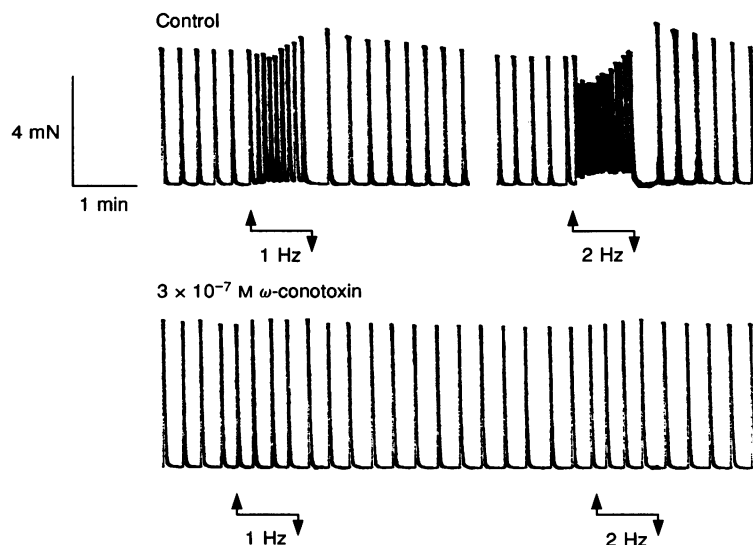 Control
4 mN
1 min
1 Hz
2 Hz
3 × 10⁻⁷ M ω-conotoxin
1 Hz
2 Hz